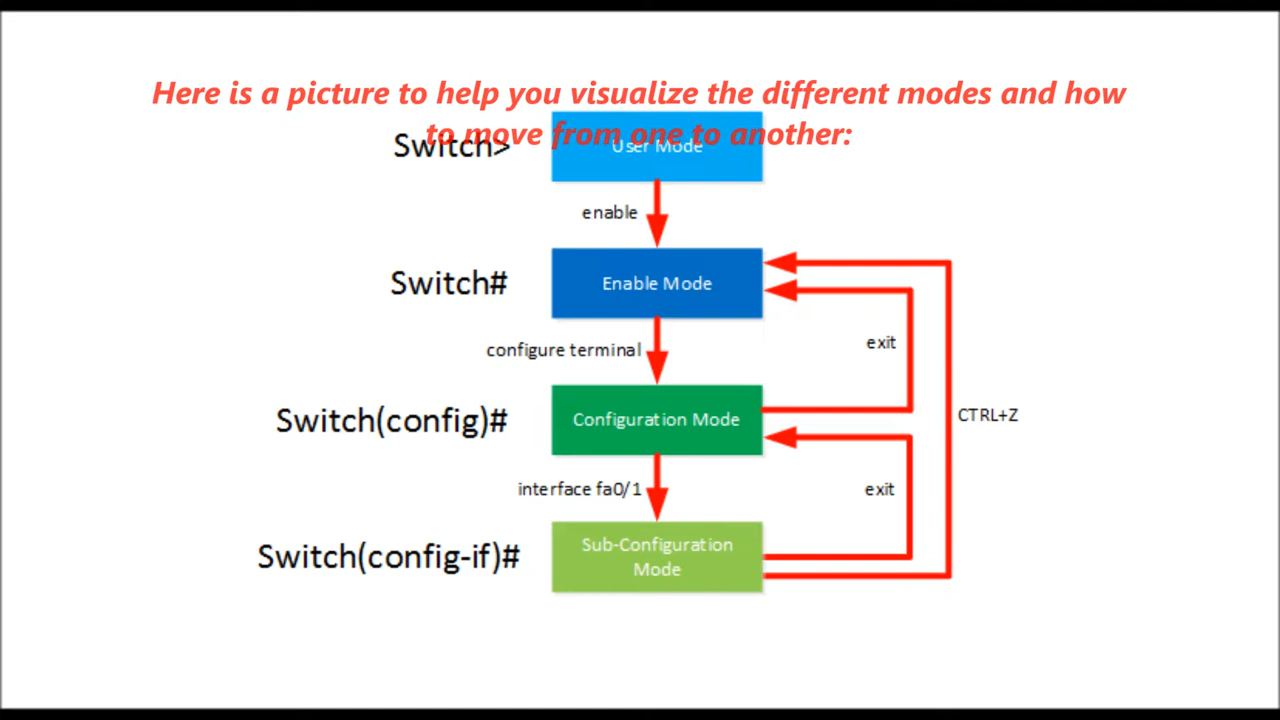 Here is a picture to help you visualize the different modes and how
to move from one to another:
Switch>
User Mode
enable
Switch#
Enable Mode
configure terminal
exit
Switch(config)#
Configuration Mode
CTRL+Z
interface fa0/1
exit
Switch(config-if)#
Sub-Configuration
Mode